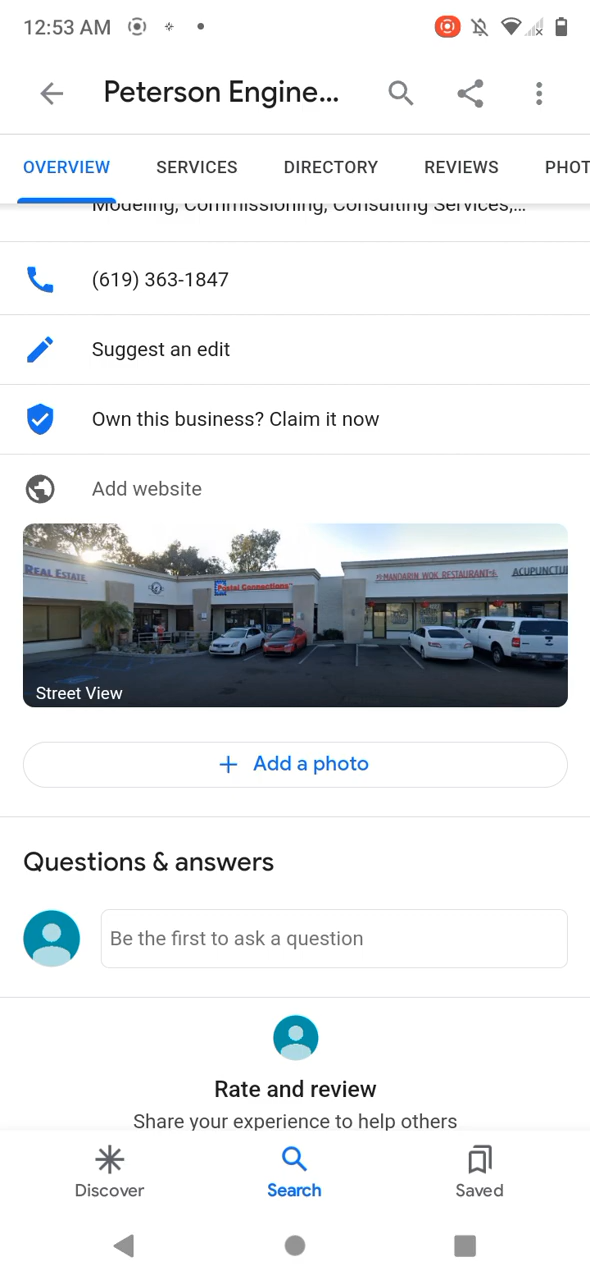 12:53 AM
Peterson Engine...
OVERVIEW SERVICES DIRECTORY REVIEWS PHOT
Modeling, Commissioning, Consulting Services,...
(619) 363-1847
Suggest an edit
Own this business? Claim it now
Add website
REAL ESTATE
Postal Connections
MANDARIN WOK RESTAURANT
ACUPUNCTU
Street View
+ Add a photo
Questions & answers
Be the first to ask a question
Rate and review
Share your experience to help others
Discover Search Saved